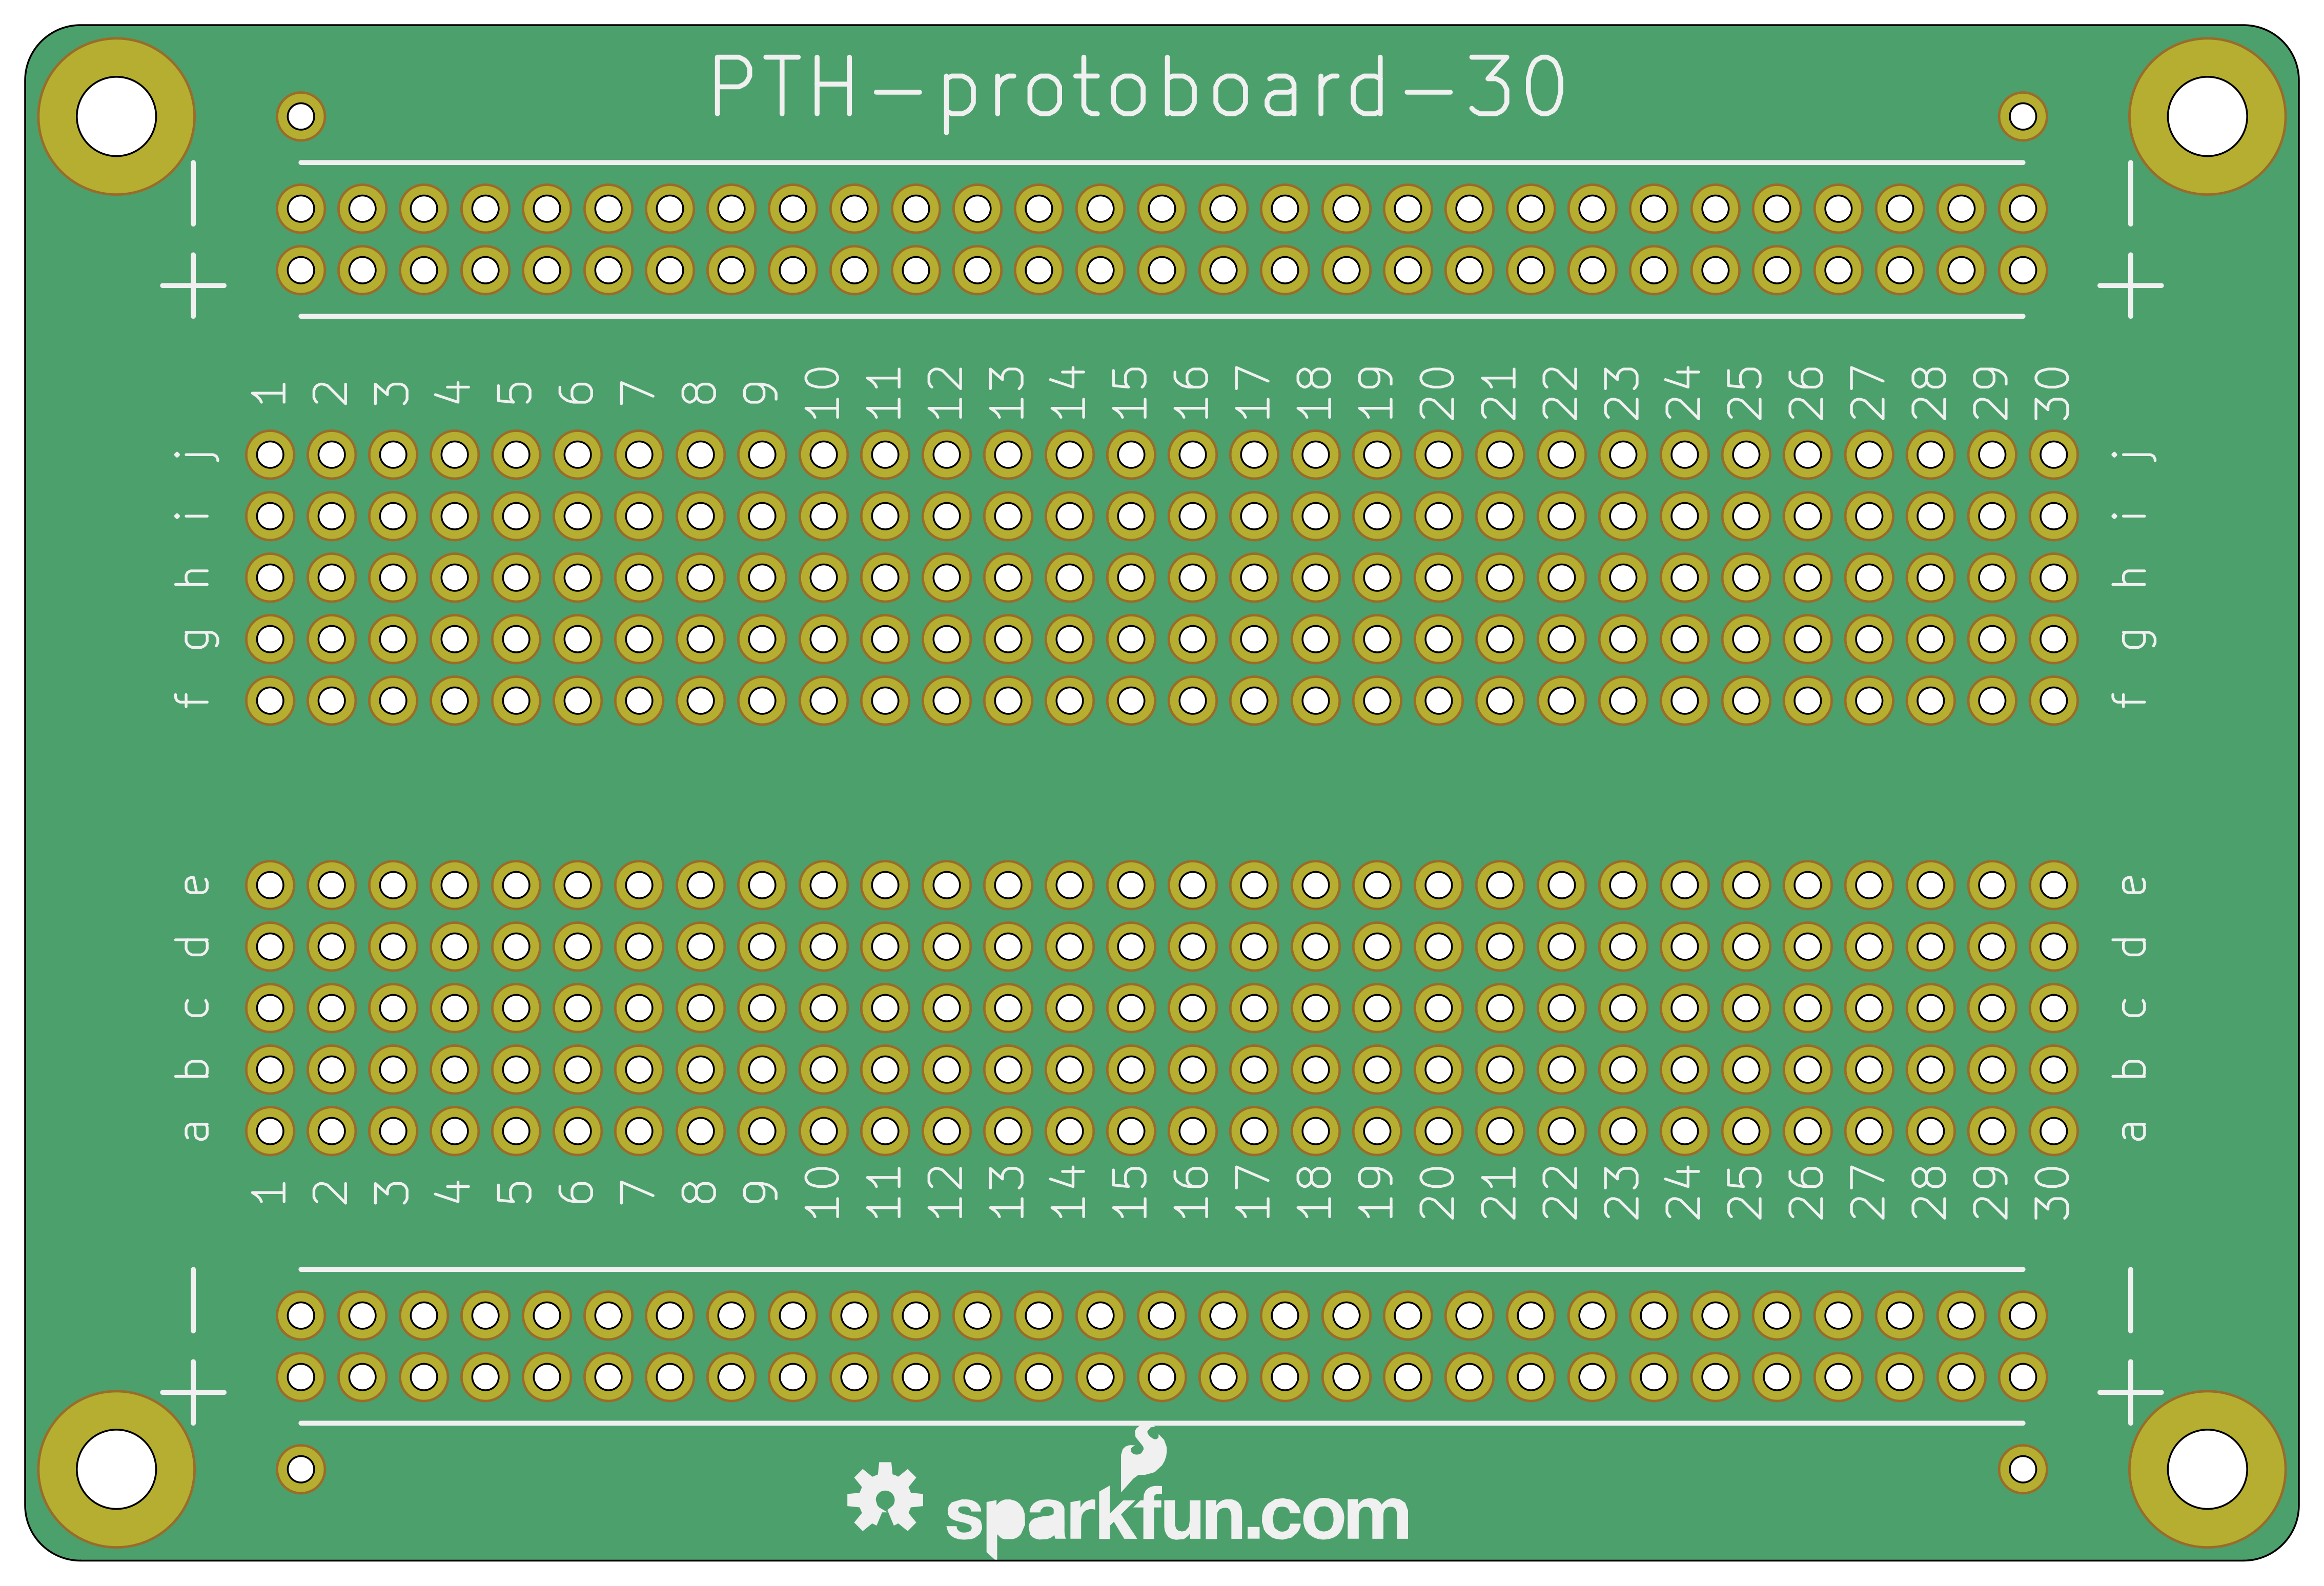 PTH-protoboard-30
— —
+ +
1 2 3 4 5 6 7 8 9 10 11 12 13 14 15 16 17 18 19 20 21 22 23 24 25 26 27 28 29 30
j j
i i
h h
g g
f f
e e
d d
c c
b b
a a
1 2 3 4 5 6 7 8 9 10 11 12 13 14 15 16 17 18 19 20 21 22 23 24 25 26 27 28 29 30
— —
+ +
sparkfun.com